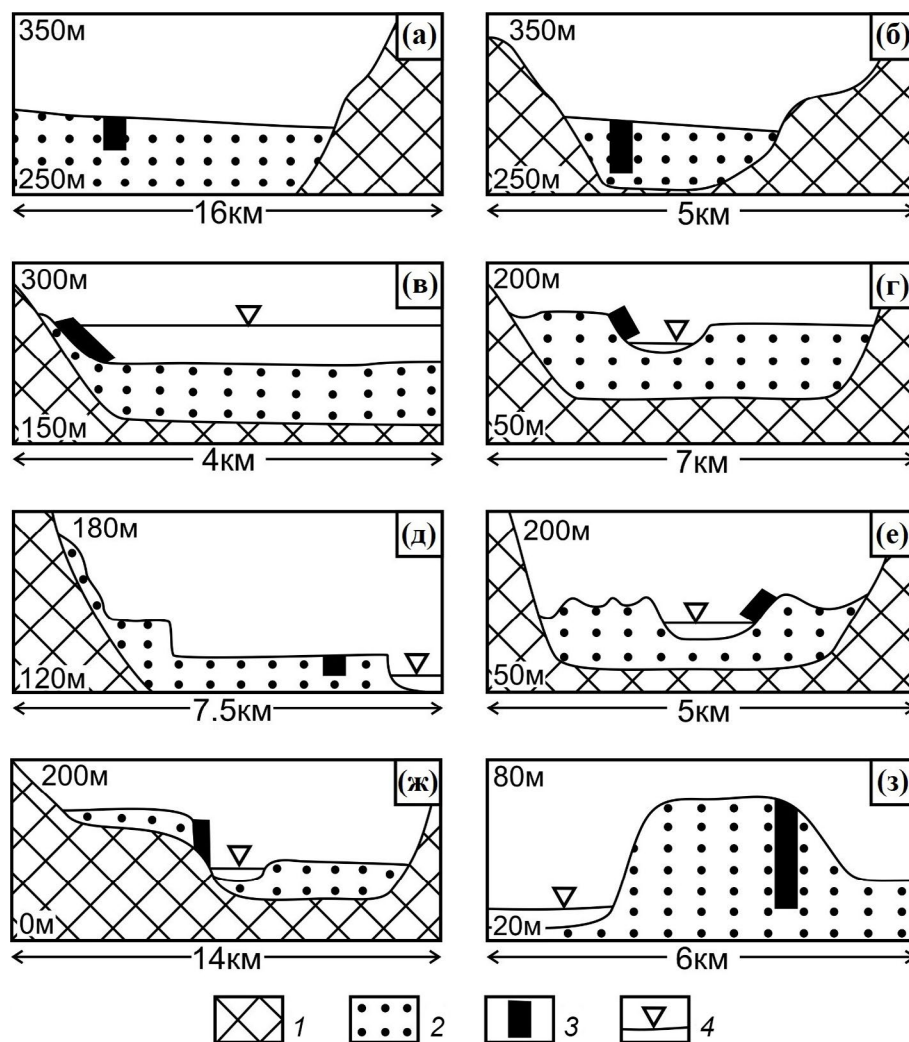 350м (а) 350м (б)
250м 250м
16км 5км
300м (в) 200м (г)
150м 50м
4км 7км
180м (д) 200м (е)
120м 50м
7.5км 5км
200м (ж) 80м (з)
0м 20м
14км 6км
1 2 3 4